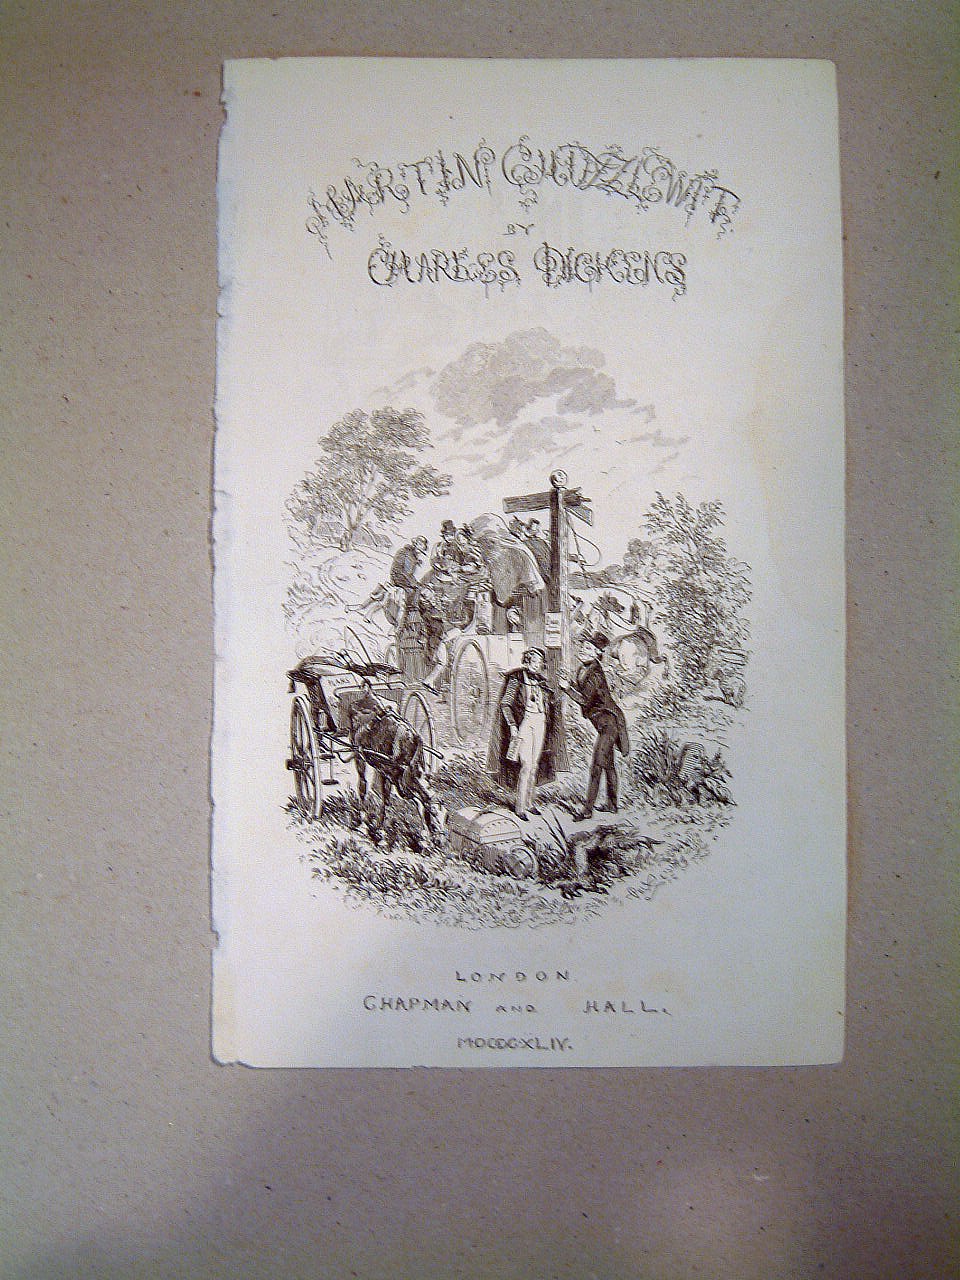 MARTIN CHUZZLEWIT.
BY
CHARLES DICKENS
LONDON.
CHAPMAN AND HALL.
MDCCCXLIV.